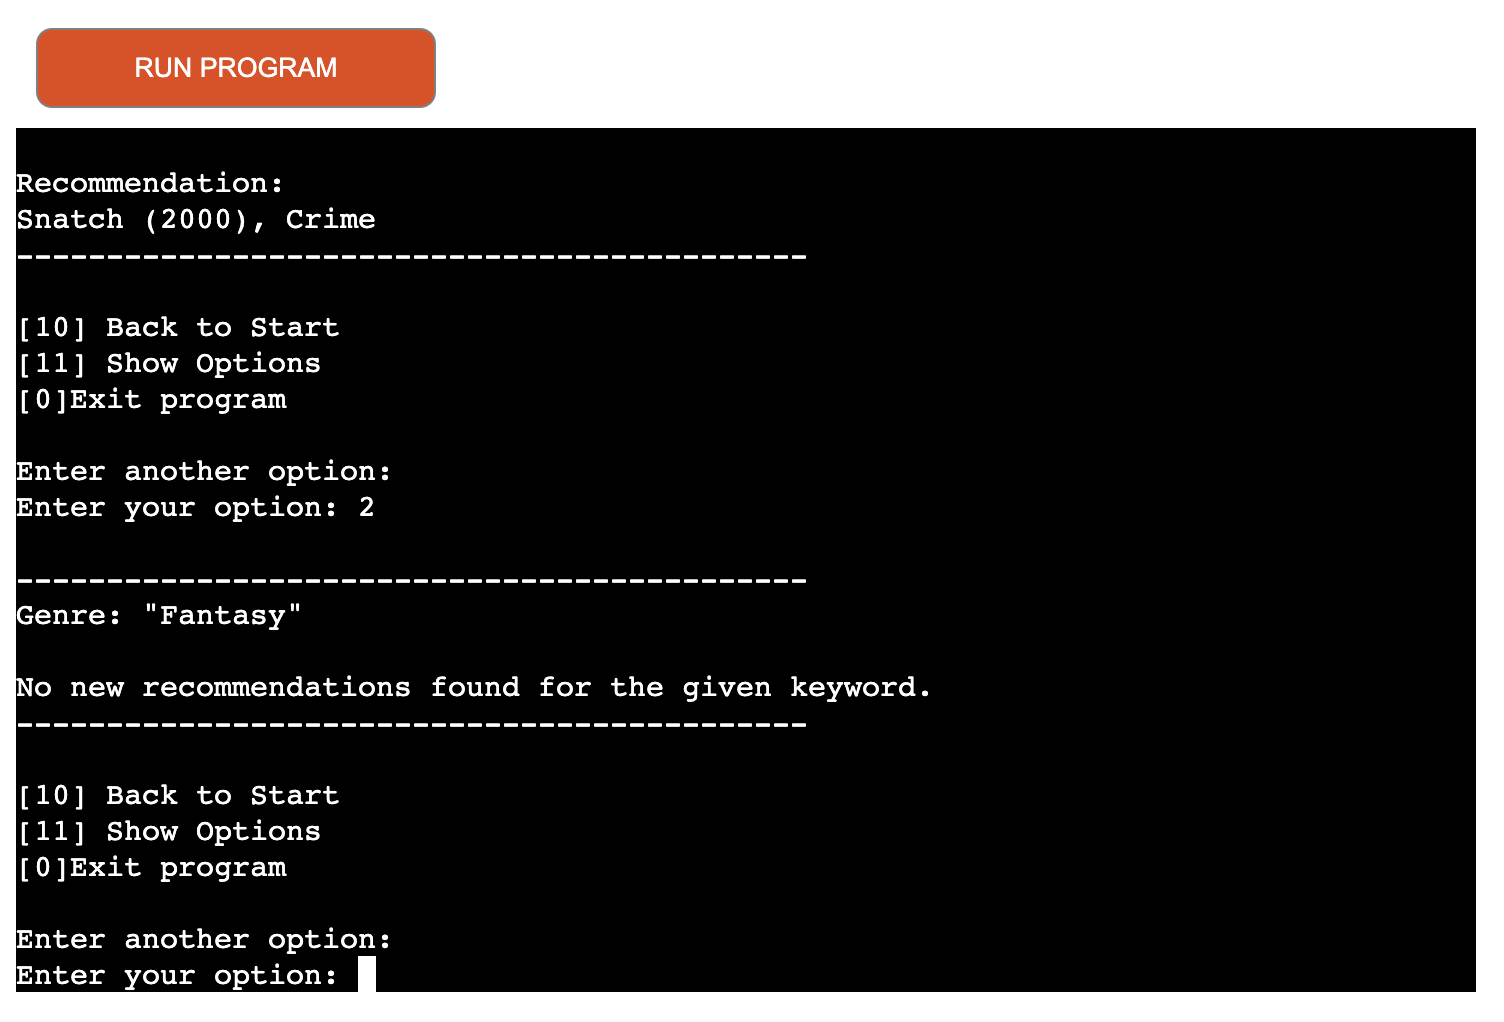 RUN PROGRAM
Recommendation:
Snatch (2000), Crime
--------------------------------------------
[10] Back to Start
[11] Show Options
[0]Exit program
Enter another option:
Enter your option: 2
--------------------------------------------
Genre: "Fantasy"
No new recommendations found for the given keyword.
--------------------------------------------
[10] Back to Start
[11] Show Options
[0]Exit program
Enter another option:
Enter your option: